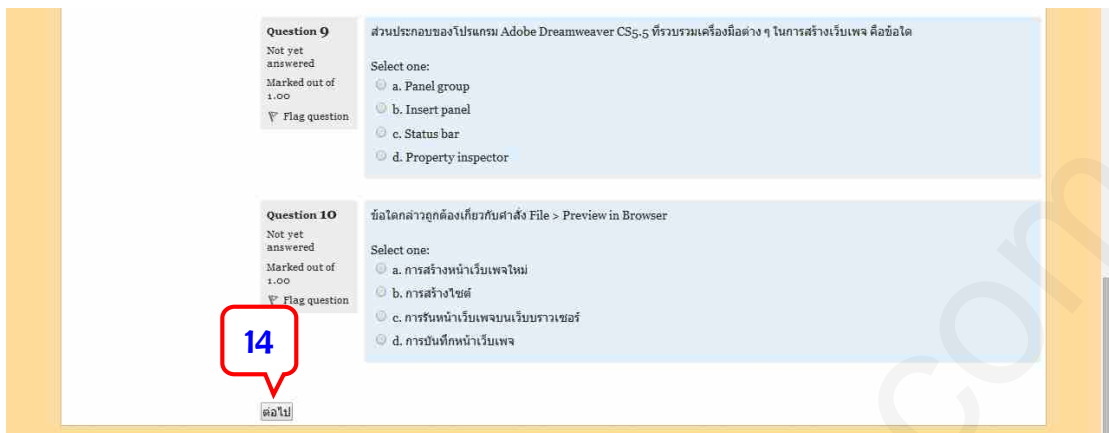 Question 9
Not yet
answered
Marked out of
1.00
Flag question
ส่วนประกอบของโปรแกรม Adobe Dreamweaver CS5.5 ที่รวบรวมเครื่องมือต่าง ๆ ในการสร้างเว็บเพจ คือข้อใด
Select one:
a. Panel group
b. Insert panel
c. Status bar
d. Property inspector
Question 10
Not yet
answered
Marked out of
1.00
Flag question
ข้อใดกล่าวถูกต้องเกี่ยวกับคำสั่ง File > Preview in Browser
Select one:
a. การสร้างหน้าเว็บเพจใหม่
b. การสร้างไซต์
c. การรันหน้าเว็บเพจบนเว็บบราวเซอร์
d. การบันทึกหน้าเว็บเพจ
14
ต่อไป
com